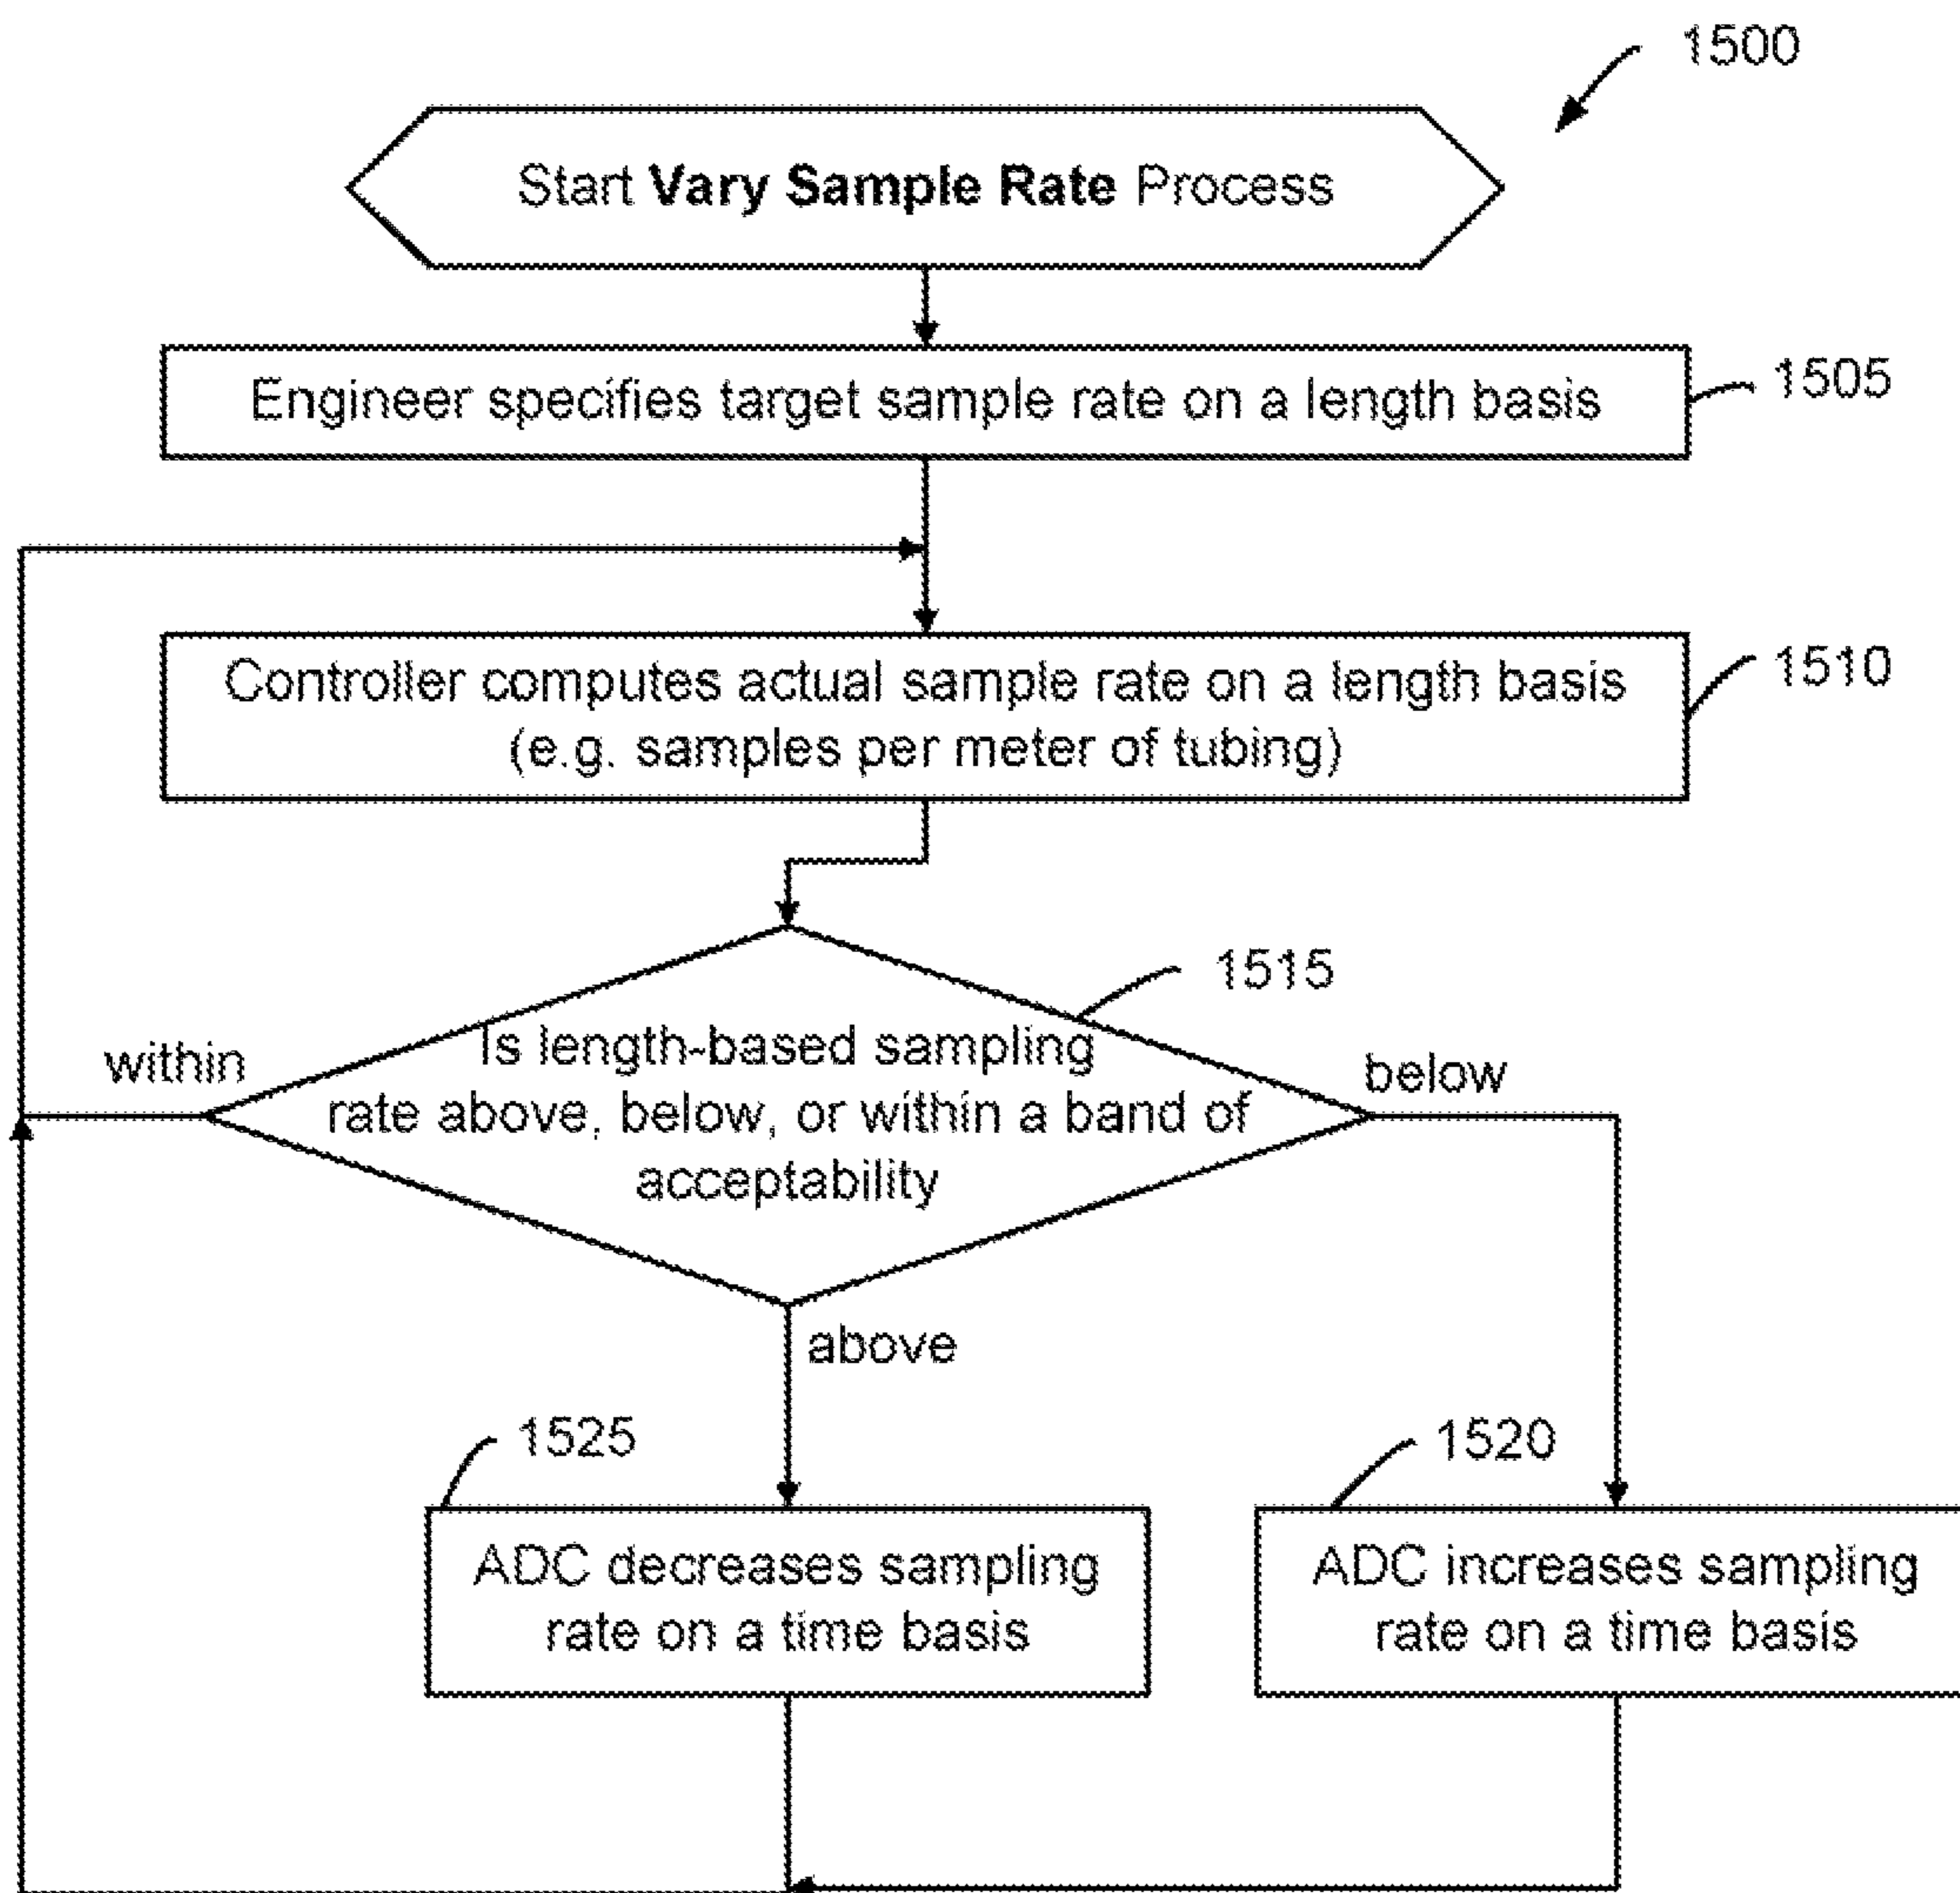 1500
Start Vary Sample Rate Process
Engineer specifies target sample rate on a length basis
1505
Controller computes actual sample rate on a length basis
(e.g. samples per meter of tubing)
1510
1515
Is length-based sampling
rate above, below, or within a band of
acceptability
within
below
above
1525
1520
ADC decreases sampling
rate on a time basis
ADC increases sampling
rate on a time basis